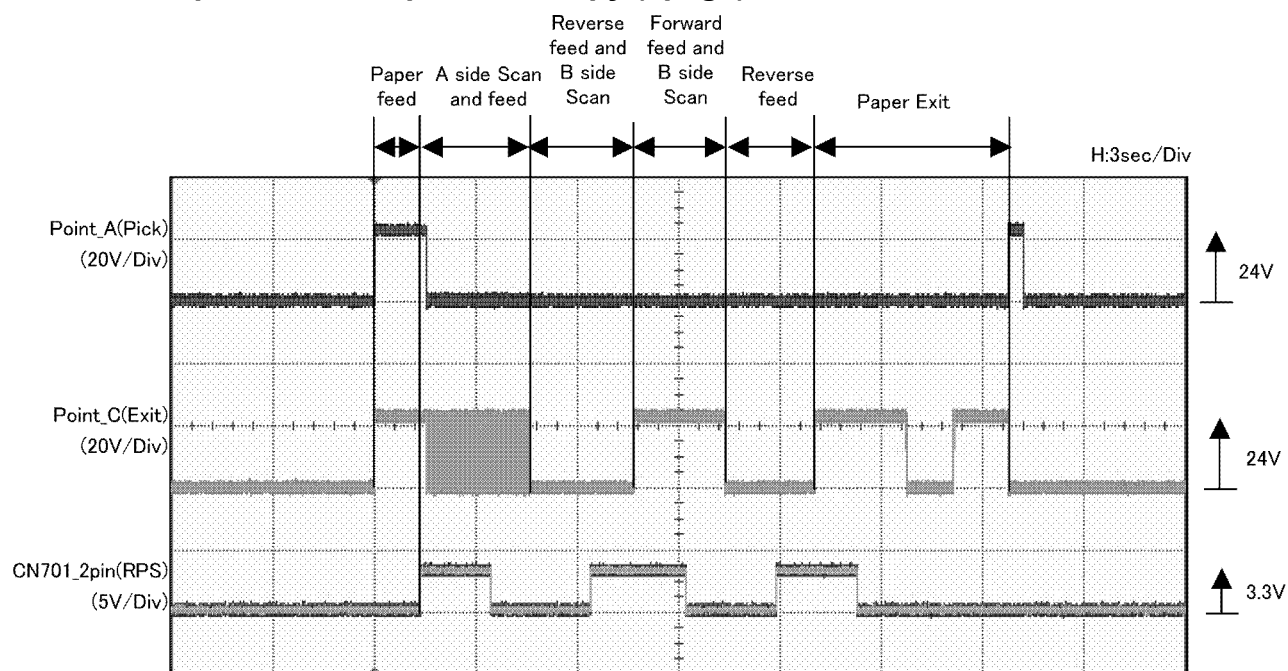 Reverse
feed and
B side
Scan
Forward
feed and
B side
Scan
Paper
feed
A side Scan
and feed
Reverse
feed
Paper Exit
H:3sec/Div
Point_A(Pick)
(20V/Div)
24V
Point_C(Exit)
(20V/Div)
24V
CN701_2pin(RPS)
(5V/Div)
3.3V